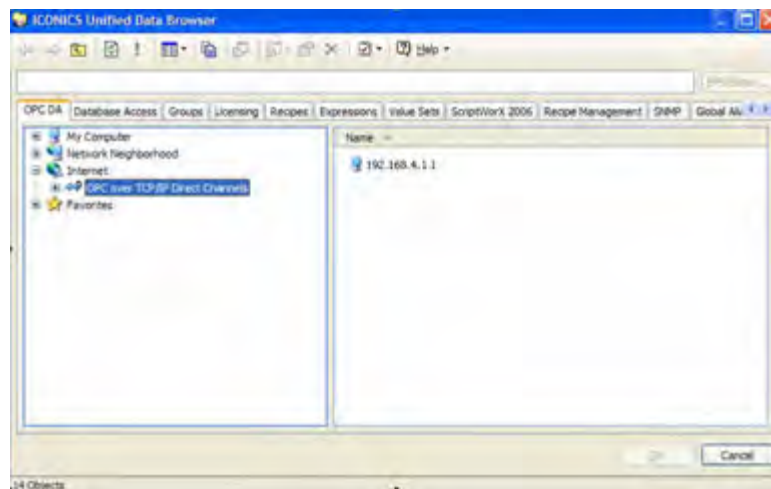 ICONICS Unified Data Browser
Help
OPC DA Database Access Groups Licensing Recipes Expressions Value Sets ScriptWorX 2006 Recipe Management SNMP Global
My Computer
Network Neighborhood
Internet
OPC over TCP/IP Direct Channels
Favorites
Name
192.168.4.1.1
Cancel
14 Objects